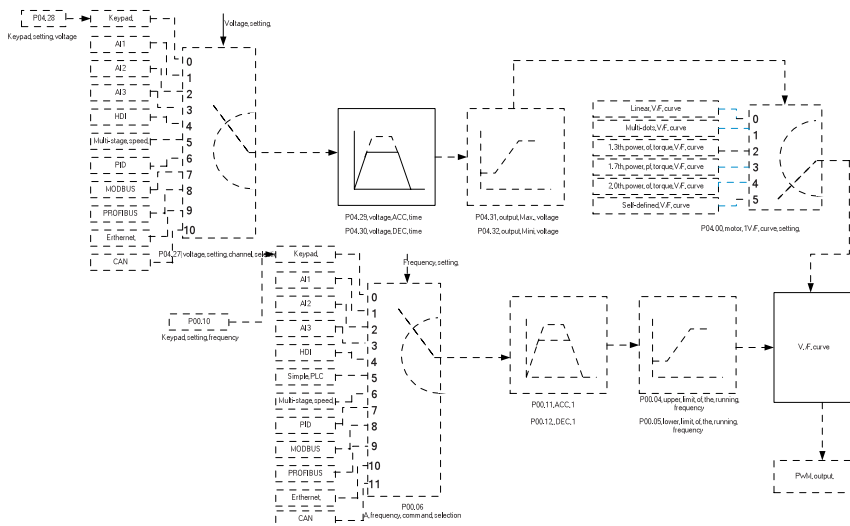 P04.28
Keypad,setting,voltage
Keypad,
AI1
AI2
AI3
HDI
Multi-stage,speed,
PID
MODBUS
PROFIBUS
Erthernet,
CAN
0
1
2
3
4
5
6
7
8
9
10
Voltage,setting,
P04.27,voltage,setting,channel,selecti
P04.29,voltage,ACC,time
P04.30,voltage,DEC,time
P04.31,output,Max.,voltage
P04.32,output,Mini,voltage
Linear,V/F,curve
Multi-dots,V/F,curve
1.3th,power,of,torque,V/F,curve
1.7th,power,pf,torque,V/F,curve
2.0th,power,of,torque,V/F,curve
Self-defined,V/F,curve
0
1
2
3
4
5
P04.00,motor,1V/F,curve,setting,
P00.10
Keypad,setting,frequency
Keypad,
AI1
AI2
AI3
HDI
Simple,PLC
Multi-stage,speed,
PID
MODBUS
PROFIBUS
Erthernet,
CAN
0
1
2
3
4
5
6
7
8
9
10
11
Frequency,setting,
P00.06
A,frequency,command,selection
P00.11,ACC,1
P00.12,,DEC,1
P00.04,upper,limit,of,the,running,
frequency
P00.05,lower,limit,of,the,running,
frequency
V,/F,curve
PWM,output,